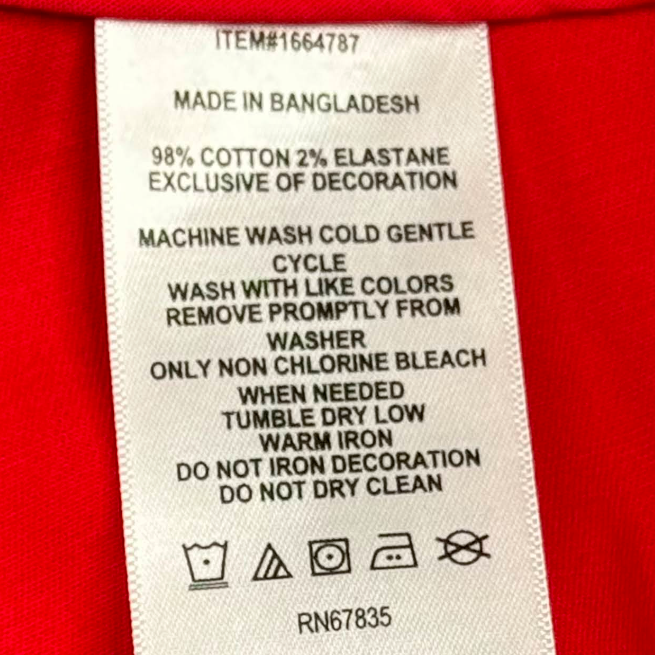 ITEM#1664787
MADE IN BANGLADESH
98% COTTON 2% ELASTANE
EXCLUSIVE OF DECORATION
MACHINE WASH COLD GENTLE
CYCLE
WASH WITH LIKE COLORS
REMOVE PROMPTLY FROM
WASHER
ONLY NON CHLORINE BLEACH
WHEN NEEDED
TUMBLE DRY LOW
WARM IRON
DO NOT IRON DECORATION
DO NOT DRY CLEAN
RN67835